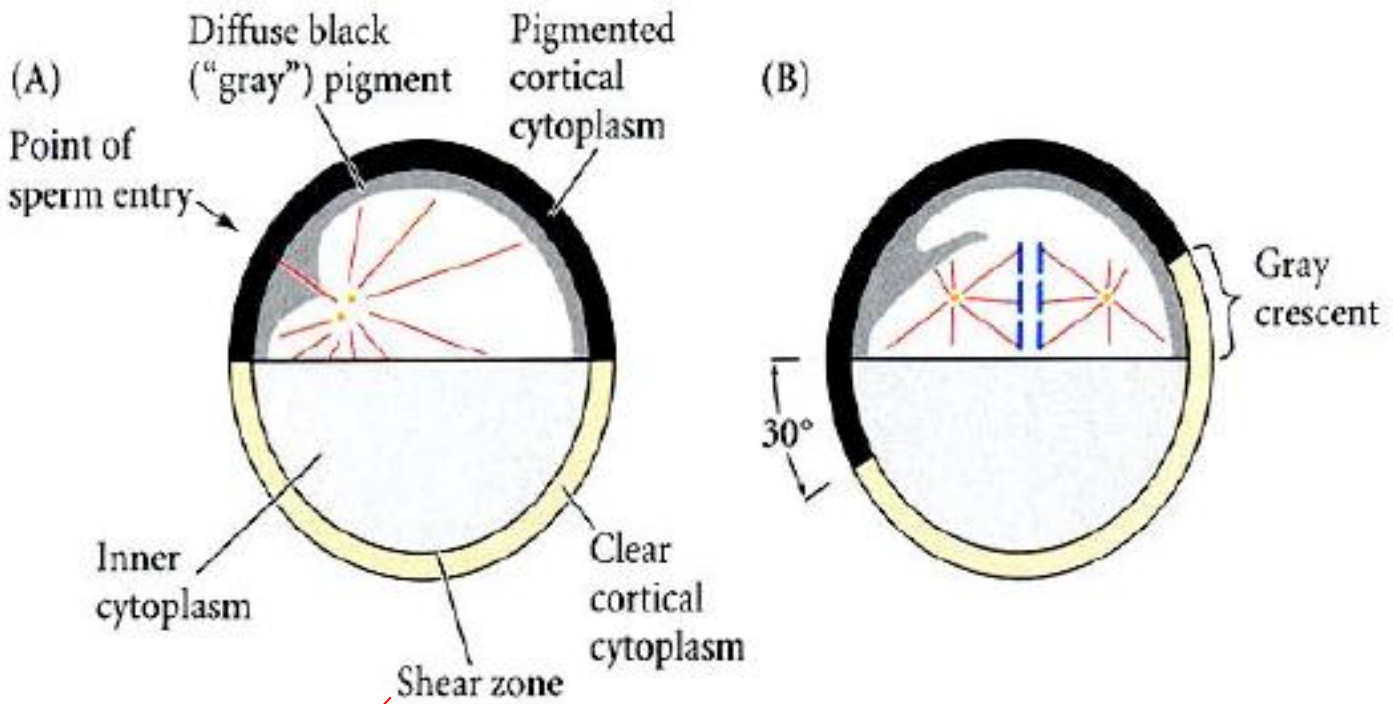 (A)
Diffuse black
("gray") pigment
Pigmented
cortical
cytoplasm
Point of
sperm entry
Inner
cytoplasm
Shear zone
Clear
cortical
cytoplasm
(B)
Gray
crescent
30°